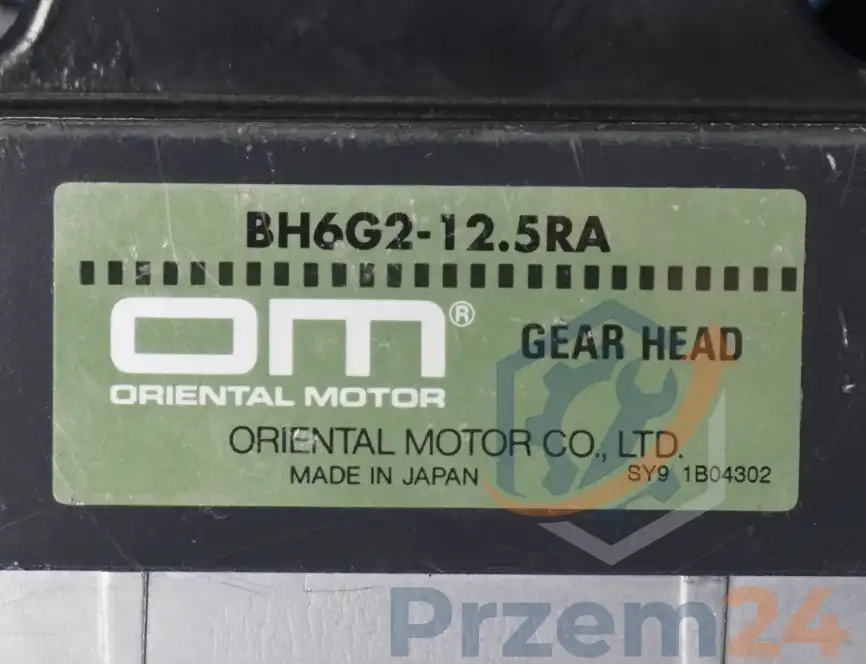 BH6G2-12.5RA
OM®
ORIENTAL MOTOR
GEAR HEAD
ORIENTAL MOTOR CO., LTD.
MADE IN JAPAN SY9 1B04302
Przem24